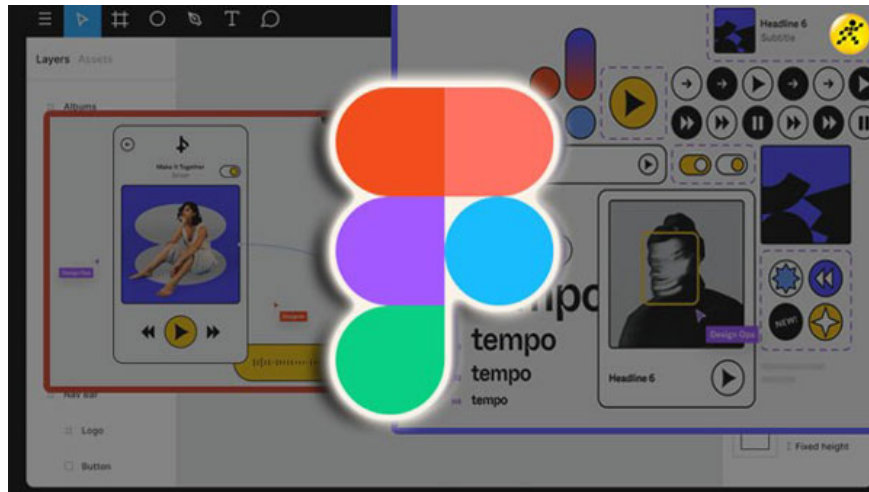 T
Headline 6
Subtitle
Layers Assets
Albums
Make It Together
Design Ops
Designer
NEW!
tempo
Design Ops
tempo
Headline 6
tempo
Nav Bar
Logo
Fixed height
Button